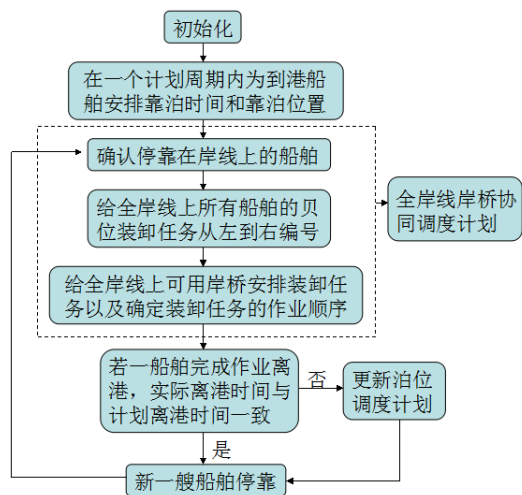 初始化
在一个计划周期内为到港船
舶安排靠泊时间和靠泊位置
确认停靠在岸线上的船舶
给全岸线上所有船舶的贝
位装卸任务从左到右编号
全岸线岸桥协
同调度计划
给全岸线上可用岸桥安排装卸任
务以及确定装卸任务的作业顺序
若一船舶完成作业离
港，实际离港时间与
计划离港时间一致
否
更新泊位
调度计划
是
新一艘船舶停靠